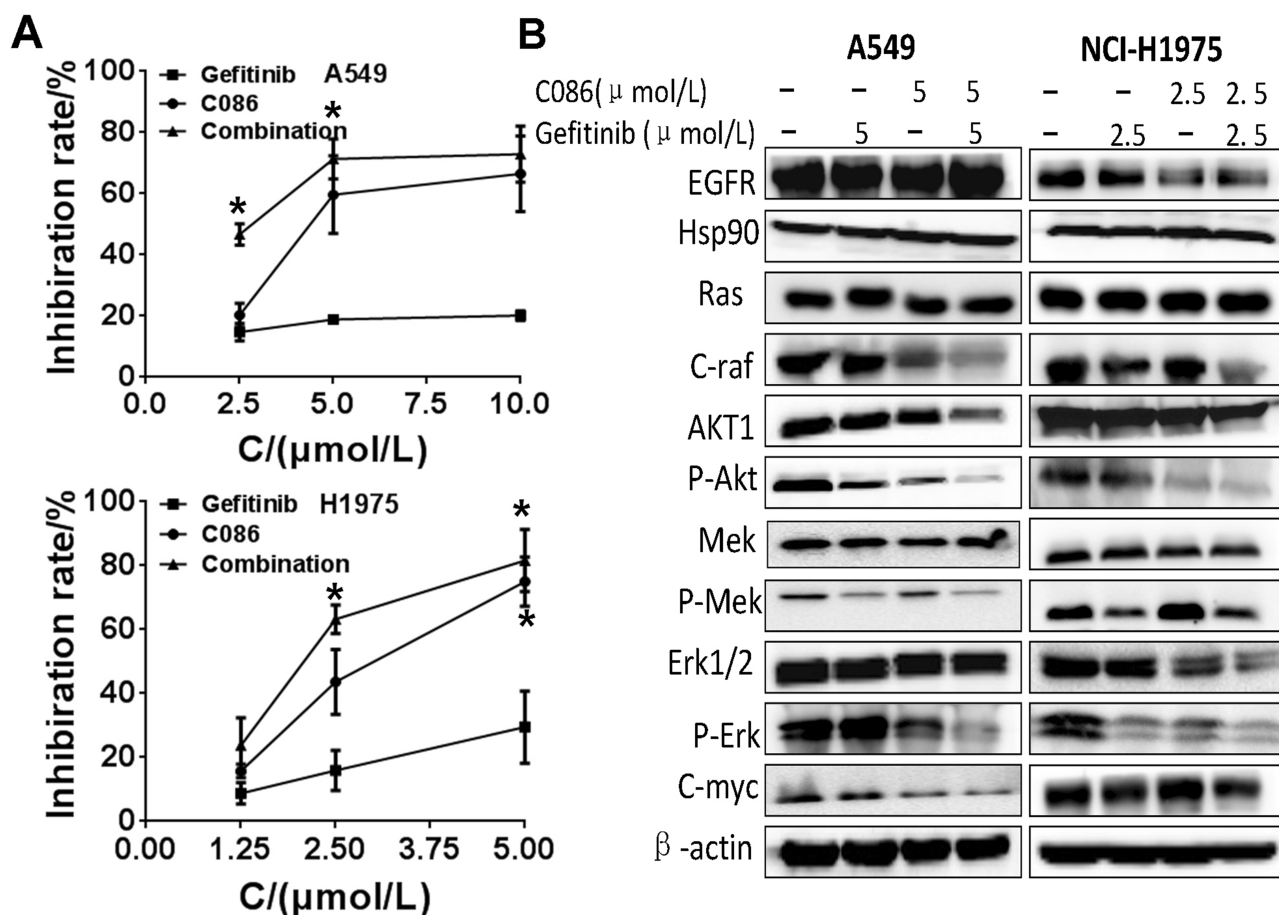 A
Inhibiration rate/%
100
80
60
40
20
0
Gefitinib A549
C086
Combination
*
*
0.0 2.5 5.0 7.5 10.0
C/(μmol/L)
Inhibiration rate/%
100
80
60
40
20
0
Gefitinib H1975
C086
Combination
*
*
*
0.00 1.25 2.50 3.75 5.00
C/(μmol/L)
B
A549 NCI-H1975
C086(μ mol/L) – – 5 5 – – 2.5 2.5
Gefitinib(μ mol/L) – 5 – 5 – 2.5 – 2.5
EGFR
Hsp90
Ras
C-raf
AKT1
P-Akt
Mek
P-Mek
Erk1/2
P-Erk
C-myc
β-actin